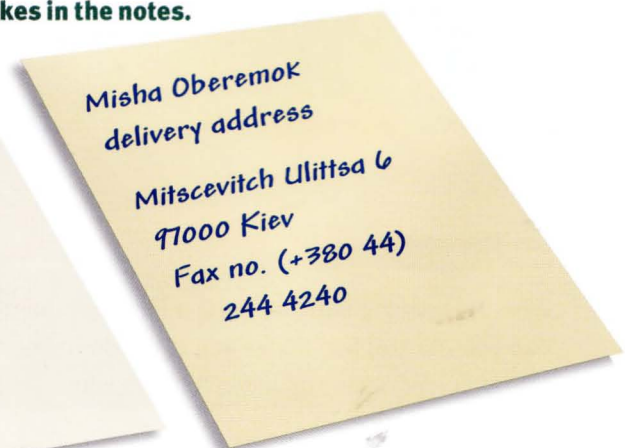 kes in the notes.
Misha Oberemok
delivery address
Mitscevitch Ulittsa 6
97000 Kiev
Fax no. (+380 44)
244 4240